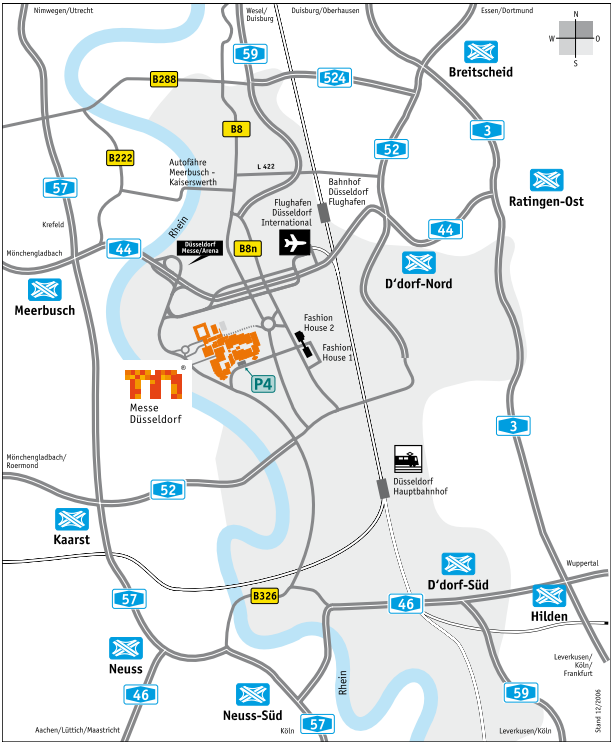 Nimwegen/Utrecht
Wesel/
Duisburg
Duisburg/Oberhausen
Essen/Dortmund
N
W
O
S
59
Breitscheid
B288
524
B8
3
52
B222
Autofähre
Meerbusch -
Kaiserswerth
L 422
Bahnhof
Düsseldorf
Flughafen
57
Ratingen-Ost
Flughafen
Düsseldorf
International
Krefeld
Rhein
44
Düsseldorf
Messe/Arena
B8n
44
Mönchengladbach
D'dorf-Nord
Meerbusch
Fashion
House 2
Fashion
House 1
P4
®
Messe
Düsseldorf
3
Mönchengladbach/
Roermond
52
Düsseldorf
Hauptbahnhof
Kaarst
Wuppertal
D'dorf-Süd
57
B326
46
Hilden
Neuss
Leverkusen/
Köln/
Frankfurt
Rhein
46
Neuss-Süd
59
Stand 12/2006
Aachen/Lüttich/Maastricht
Köln
57
Leverkusen/Köln